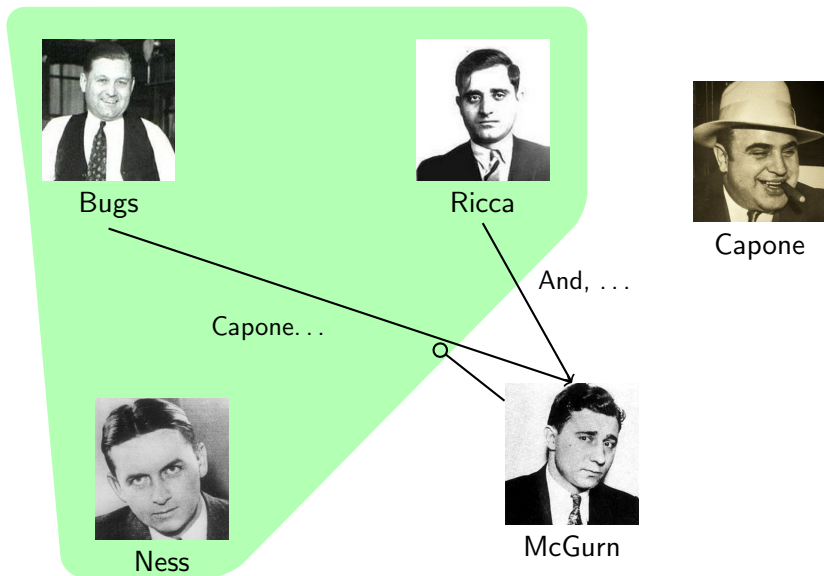 Bugs
Ricca
Capone
And, . . .
Capone. . .
Ness
McGurn